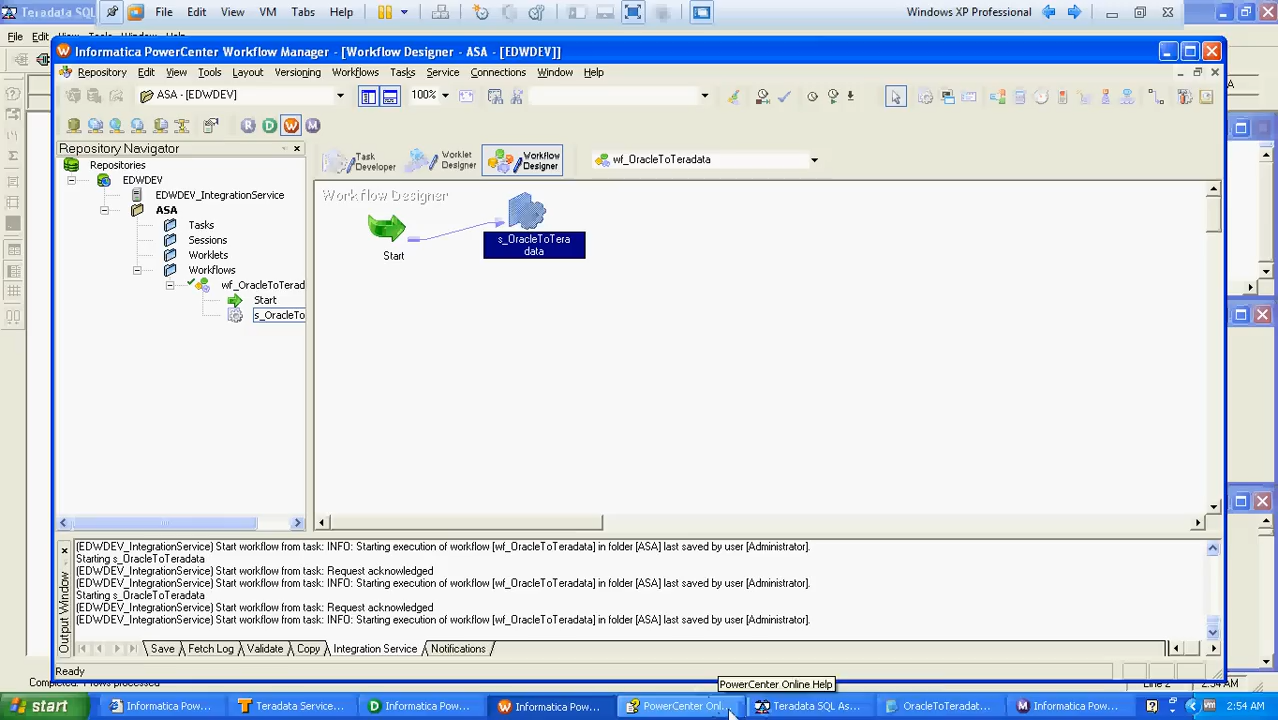 Teradata SQL
File Edit View VM Tabs Help
Windows XP Professional
File
Informatica PowerCenter Workflow Manager - [Workflow Designer - ASA - [EDWDEV]]
Repository Edit View Tools Layout Versioning Workflows Tasks Service Connections Window Help
ASA - [EDWDEV]
100%
R D W M
Repository Navigator
Repositories
EDWDEV
EDWDEV_IntegrationService
ASA
Tasks
Sessions
Worklets
Workflows
wf_OracleToTerad
Start
s_OracleTo
Task Developer
Worklet Designer
Workflow Designer
wf_OracleToTeradata
Workflow Designer
Start
s_OracleToTera
data
(EDWDEV_IntegrationService) Start workflow from task: INFO: Starting execution of workflow [wf_OracleToTeradata] in folder [ASA] last saved by user [Administrator].
Starting s_OracleToTeradata
(EDWDEV_IntegrationService) Start workflow from task: Request acknowledged
(EDWDEV_IntegrationService) Start workflow from task: INFO: Starting execution of workflow [wf_OracleToTeradata] in folder [ASA] last saved by user [Administrator].
Starting s_OracleToTeradata
(EDWDEV_IntegrationService) Start workflow from task: Request acknowledged
(EDWDEV_IntegrationService) Start workflow from task: INFO: Starting execution of workflow [wf_OracleToTeradata] in folder [ASA] last saved by user [Administrator].
Output Window
Save Fetch Log Validate Copy Integration Service Notifications
Ready
PowerCenter Online Help
start
Informatica Pow...
Teradata Service...
Informatica Pow...
Informatica Pow...
PowerCenter Onl...
Teradata SQL As...
OracleToTeradat...
Informatica Pow...
2:54 AM